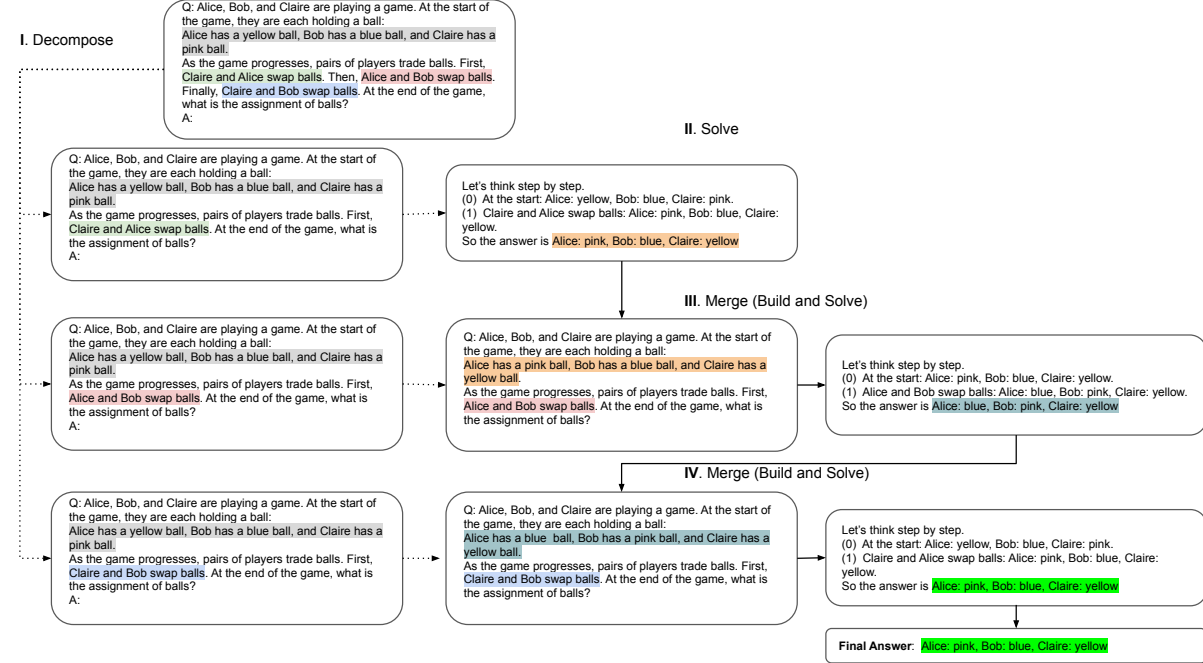 Q: Alice, Bob, and Claire are playing a game. At the start of
the game, they are each holding a ball:
Alice has a yellow ball, Bob has a blue ball, and Claire has a
pink ball.
As the game progresses, pairs of players trade balls. First,
Claire and Alice swap balls. Then, Alice and Bob swap balls.
Finally, Claire and Bob swap balls. At the end of the game,
what is the assignment of balls?
A:
I. Decompose
II. Solve
Q: Alice, Bob, and Claire are playing a game. At the start of
the game, they are each holding a ball:
Alice has a yellow ball, Bob has a blue ball, and Claire has a
pink ball.
As the game progresses, pairs of players trade balls. First,
Claire and Alice swap balls. At the end of the game, what is
the assignment of balls?
A:
Let's think step by step.
(0) At the start: Alice: yellow, Bob: blue, Claire: pink.
(1) Claire and Alice swap balls: Alice: pink, Bob: blue, Claire:
yellow.
So the answer is Alice: pink, Bob: blue, Claire: yellow
III. Merge (Build and Solve)
Q: Alice, Bob, and Claire are playing a game. At the start of
the game, they are each holding a ball:
Alice has a yellow ball, Bob has a blue ball, and Claire has a
pink ball.
As the game progresses, pairs of players trade balls. First,
Alice and Bob swap balls. At the end of the game, what is
the assignment of balls?
A:
Q: Alice, Bob, and Claire are playing a game. At the start of
the game, they are each holding a ball:
Alice has a pink ball, Bob has a blue ball, and Claire has a
yellow ball.
As the game progresses, pairs of players trade balls. First,
Alice and Bob swap balls. At the end of the game, what is
the assignment of balls?
Let's think step by step.
(0) At the start: Alice: pink, Bob: blue, Claire: yellow.
(1) Alice and Bob swap balls: Alice: blue, Bob: pink, Claire: yellow.
So the answer is Alice: blue, Bob: pink, Claire: yellow
IV. Merge (Build and Solve)
Q: Alice, Bob, and Claire are playing a game. At the start of
the game, they are each holding a ball:
Alice has a yellow ball, Bob has a blue ball, and Claire has a
pink ball.
As the game progresses, pairs of players trade balls. First,
Claire and Bob swap balls. At the end of the game, what is
the assignment of balls?
A:
Q: Alice, Bob, and Claire are playing a game. At the start of
the game, they are each holding a ball:
Alice has a blue ball, Bob has a pink ball, and Claire has a
yellow ball.
As the game progresses, pairs of players trade balls. First,
Claire and Bob swap balls. At the end of the game, what is
the assignment of balls?
Let's think step by step.
(0) At the start: Alice: yellow, Bob: blue, Claire: pink.
(1) Claire and Alice swap balls: Alice: pink, Bob: blue, Claire:
yellow.
So the answer is Alice: pink, Bob: blue, Claire: yellow
Final Answer: Alice: pink, Bob: blue, Claire: yellow